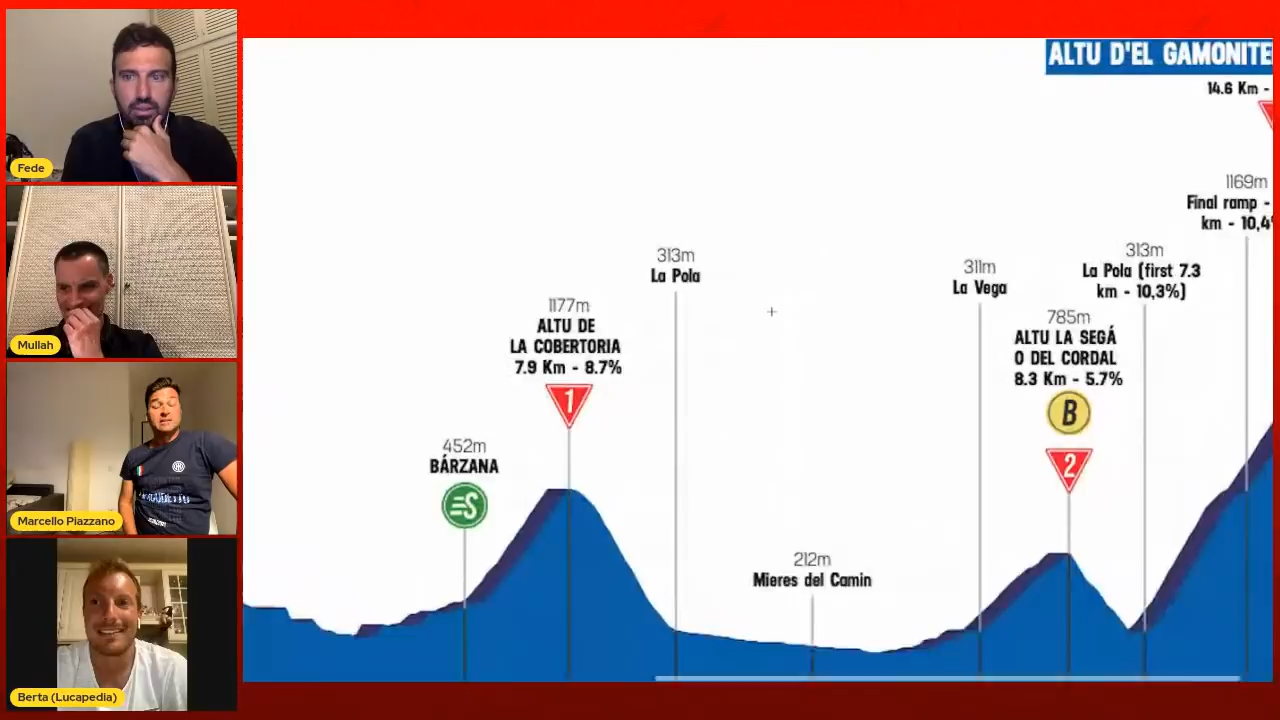 Fede
Mullah
Marcello Piazzano
Berta (Lucapedia)
ALTU D'EL GAMONITE
14.6 Km -
1169m
Final ramp -
km - 10,4
313m
La Pola (first 7.3
km - 10,3%)
311m
La Vega
785m
ALTU LA SEGÁ
O DEL CORDAL
8.3 Km - 5.7%
B
2
313m
La Pola
1177m
ALTU DE
LA COBERTORIA
7.9 Km - 8.7%
1
452m
BÁRZANA
S
212m
Mieres del Camin